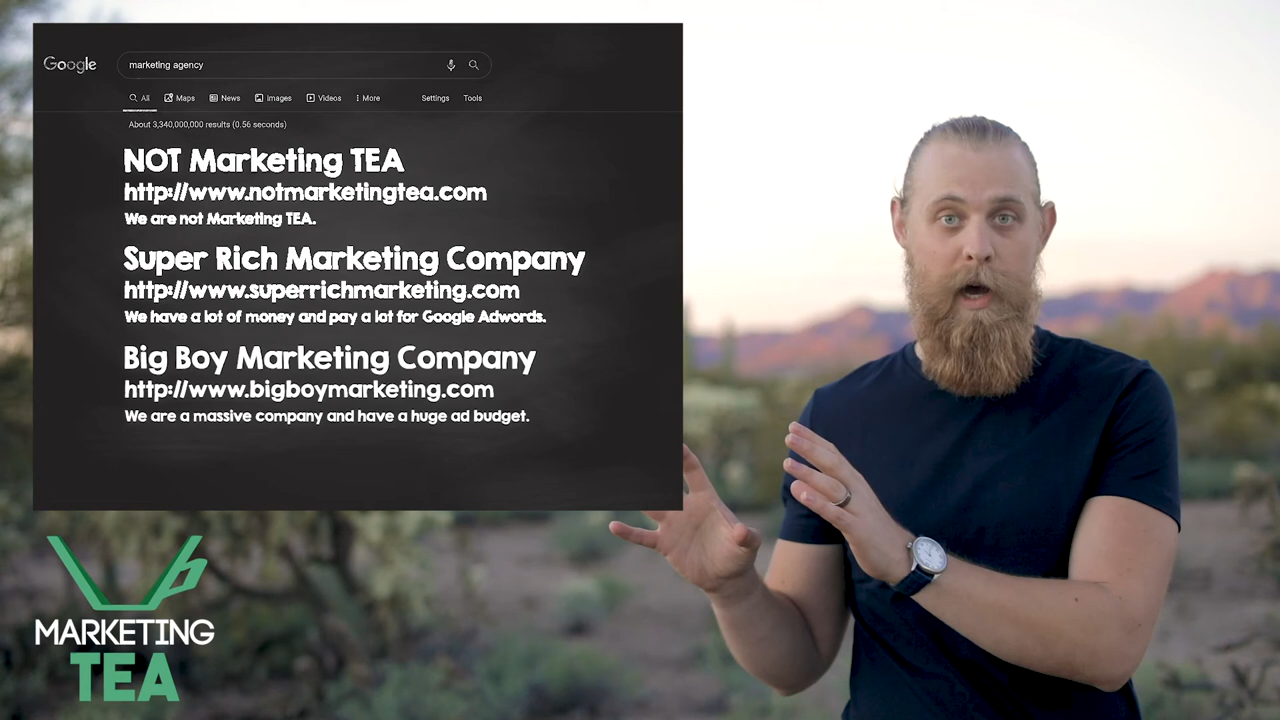 Google
marketing agency
All Maps News Images Videos More Settings Tools
About 3,340,000,000 results (0.56 seconds)
NOT Marketing TEA
http://www.notmarketingtea.com
We are not Marketing TEA.
Super Rich Marketing Company
http://www.superrichmarketing.com
We have a lot of money and pay a lot for Google Adwords.
Big Boy Marketing Company
http://www.bigboymarketing.com
We are a massive company and have a huge ad budget.
MARKETING
TEA